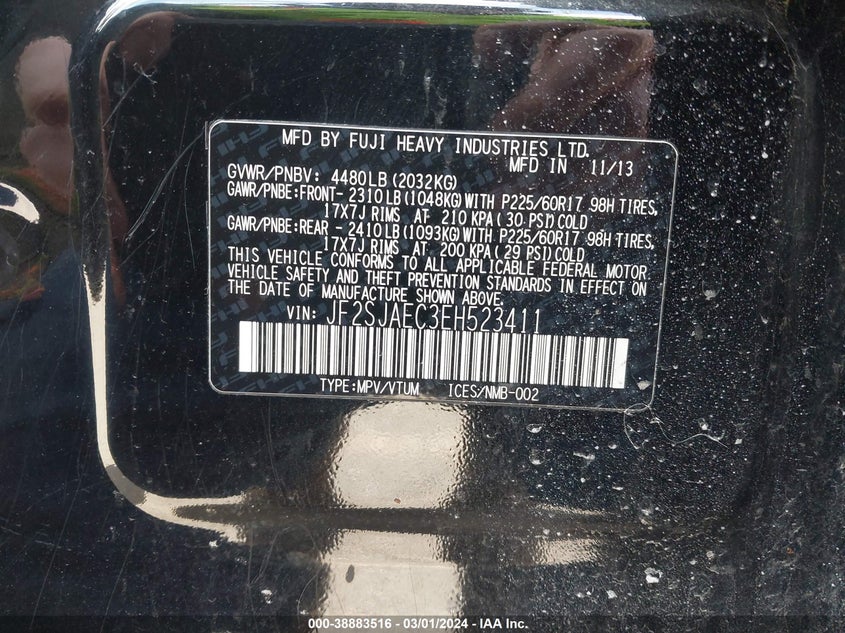 MFD BY FUJI HEAVY INDUSTRIES LTD.
MFD IN 11/13
GVWR/PNBV: 4480LB (2032KG)
GAWR/PNBE:FRONT- 2310 LB (1048KG) WITH P225/60R17 98H TIRES,
17X7J RIMS AT 210 KPA ( 30 PSI) COLD
GAWR/PNBE:REAR - 2410 LB (1093KG) WITH P225/60R17 98H TIRES,
17X7J RIMS AT 200 KPA ( 29 PSI) COLD
THIS VEHICLE CONFORMS TO ALL APPLICABLE FEDERAL MOTOR
VEHICLE SAFETY AND THEFT PREVENTION STANDARDS IN EFFECT ON
THE DATE OF MANUFACTURE SHOWN ABOVE.
VIN: JF2SJAEC3EH523411
TYPE:MPV/VTUM ICES/NMB-002
000-38883516 - 03/01/2024 - IAA Inc.